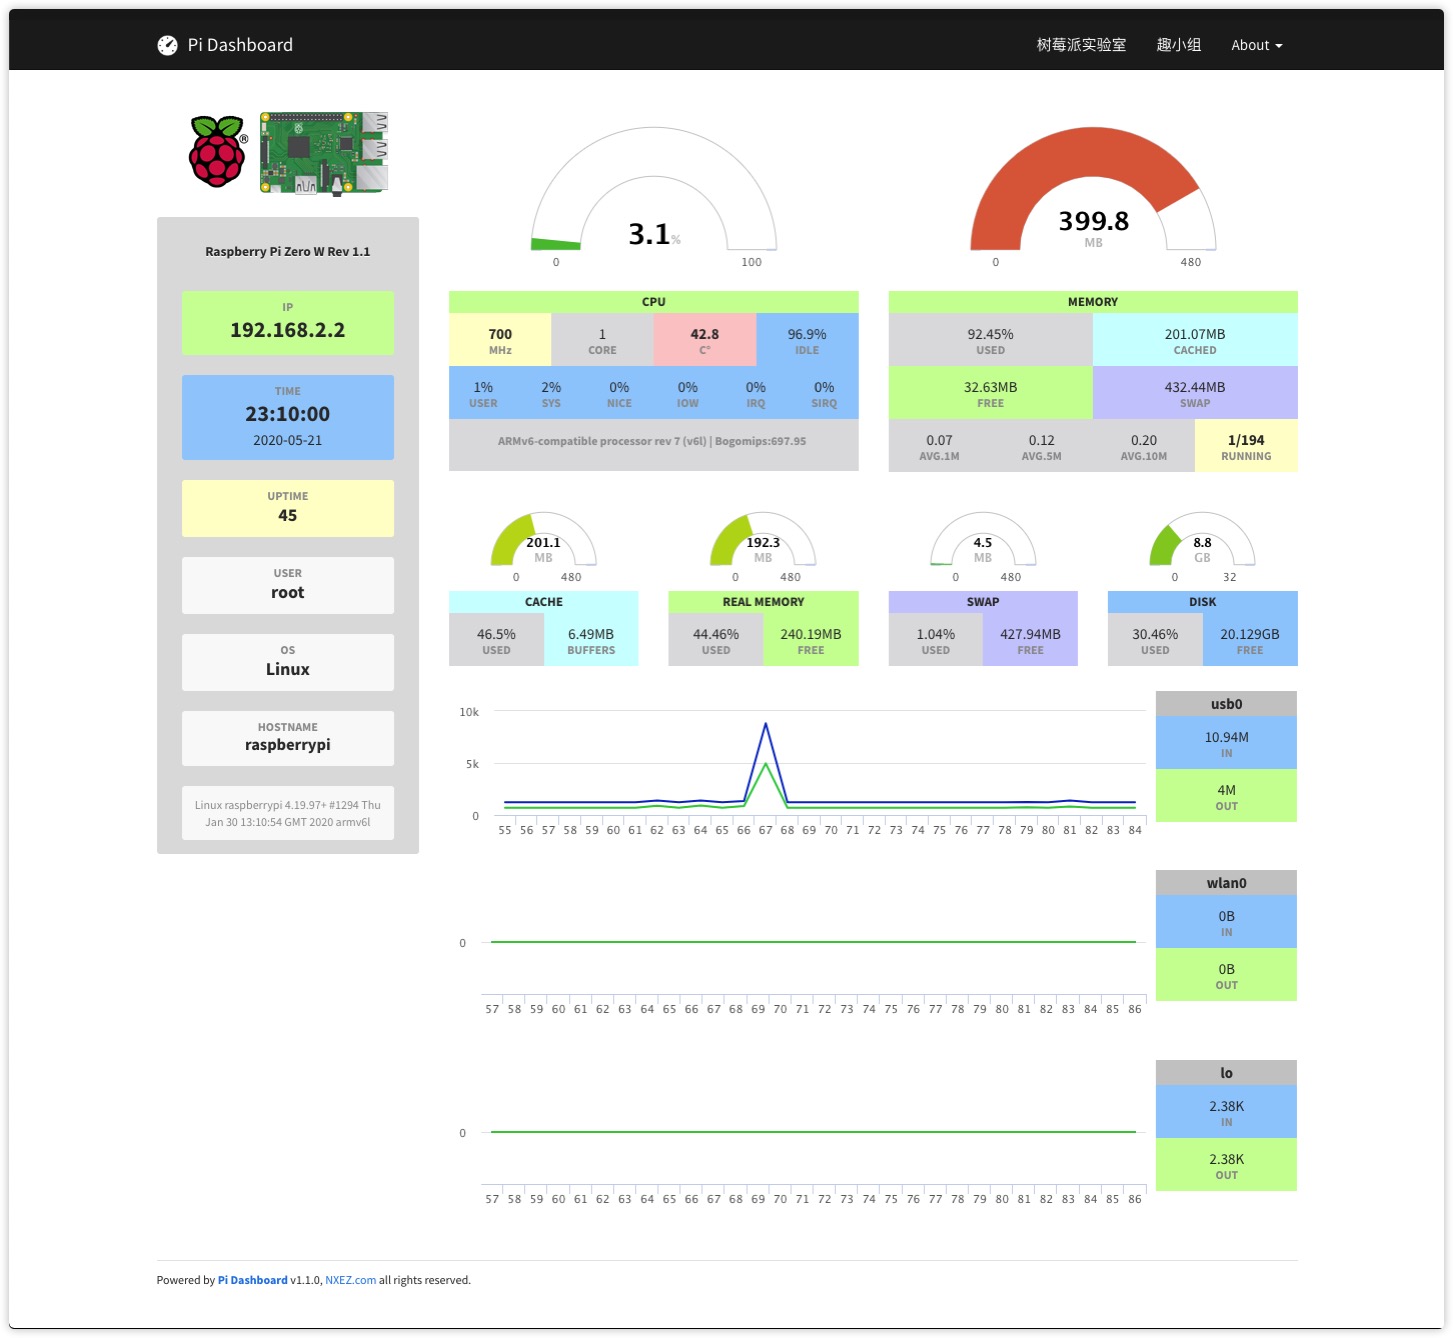 Pi Dashboard
树莓派实验室 趣小组 About
®
Raspberry Pi Zero W Rev 1.1
IP
192.168.2.2
TIME
23:10:00
2020-05-21
UPTIME
45
USER
root
OS
Linux
HOSTNAME
raspberrypi
Linux raspberrypi 4.19.97+ #1294 Thu
Jan 30 13:10:54 GMT 2020 armv6l
3.1%
0 100
399.8
MB
0 480
CPU
700 1 42.8 96.9%
MHz CORE C° IDLE
1% 2% 0% 0% 0% 0%
USER SYS NICE IOW IRQ SIRQ
ARMv6-compatible processor rev 7 (v6l) | Bogomips:697.95
MEMORY
92.45% 201.07MB
USED CACHED
32.63MB 432.44MB
FREE SWAP
0.07 0.12 0.20 1/194
AVG.1M AVG.5M AVG.10M RUNNING
201.1
MB
0 480
CACHE
46.5% 6.49MB
USED BUFFERS
192.3
MB
0 480
REAL MEMORY
44.46% 240.19MB
USED FREE
4.5
MB
0 480
SWAP
1.04% 427.94MB
USED FREE
8.8
GB
0 32
DISK
30.46% 20.129GB
USED FREE
10k
5k
0
55 56 57 58 59 60 61 62 63 64 65 66 67 68 69 70 71 72 73 74 75 76 77 78 79 80 81 82 83 84
usb0
10.94M
IN
4M
OUT
0
57 58 59 60 61 62 63 64 65 66 67 68 69 70 71 72 73 74 75 76 77 78 79 80 81 82 83 84 85 86
wlan0
0B
IN
0B
OUT
0
57 58 59 60 61 62 63 64 65 66 67 68 69 70 71 72 73 74 75 76 77 78 79 80 81 82 83 84 85 86
lo
2.38K
IN
2.38K
OUT
Powered by Pi Dashboard v1.1.0, NXEZ.com all rights reserved.